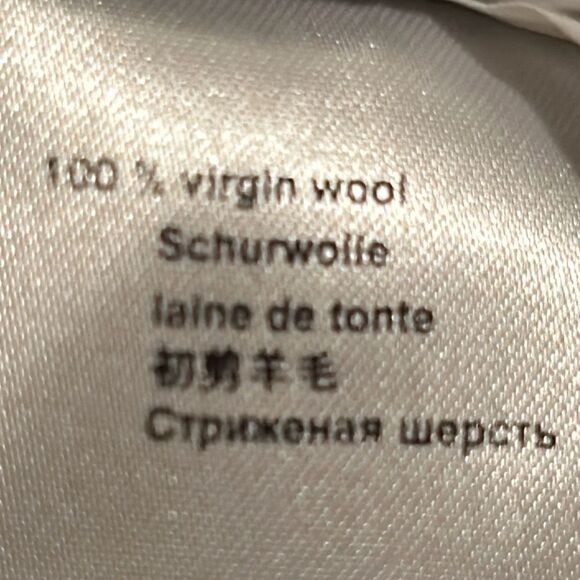 100 % virgin wool
Schurwolle
laine de tonte
初剪羊毛
Стриженая шерсть